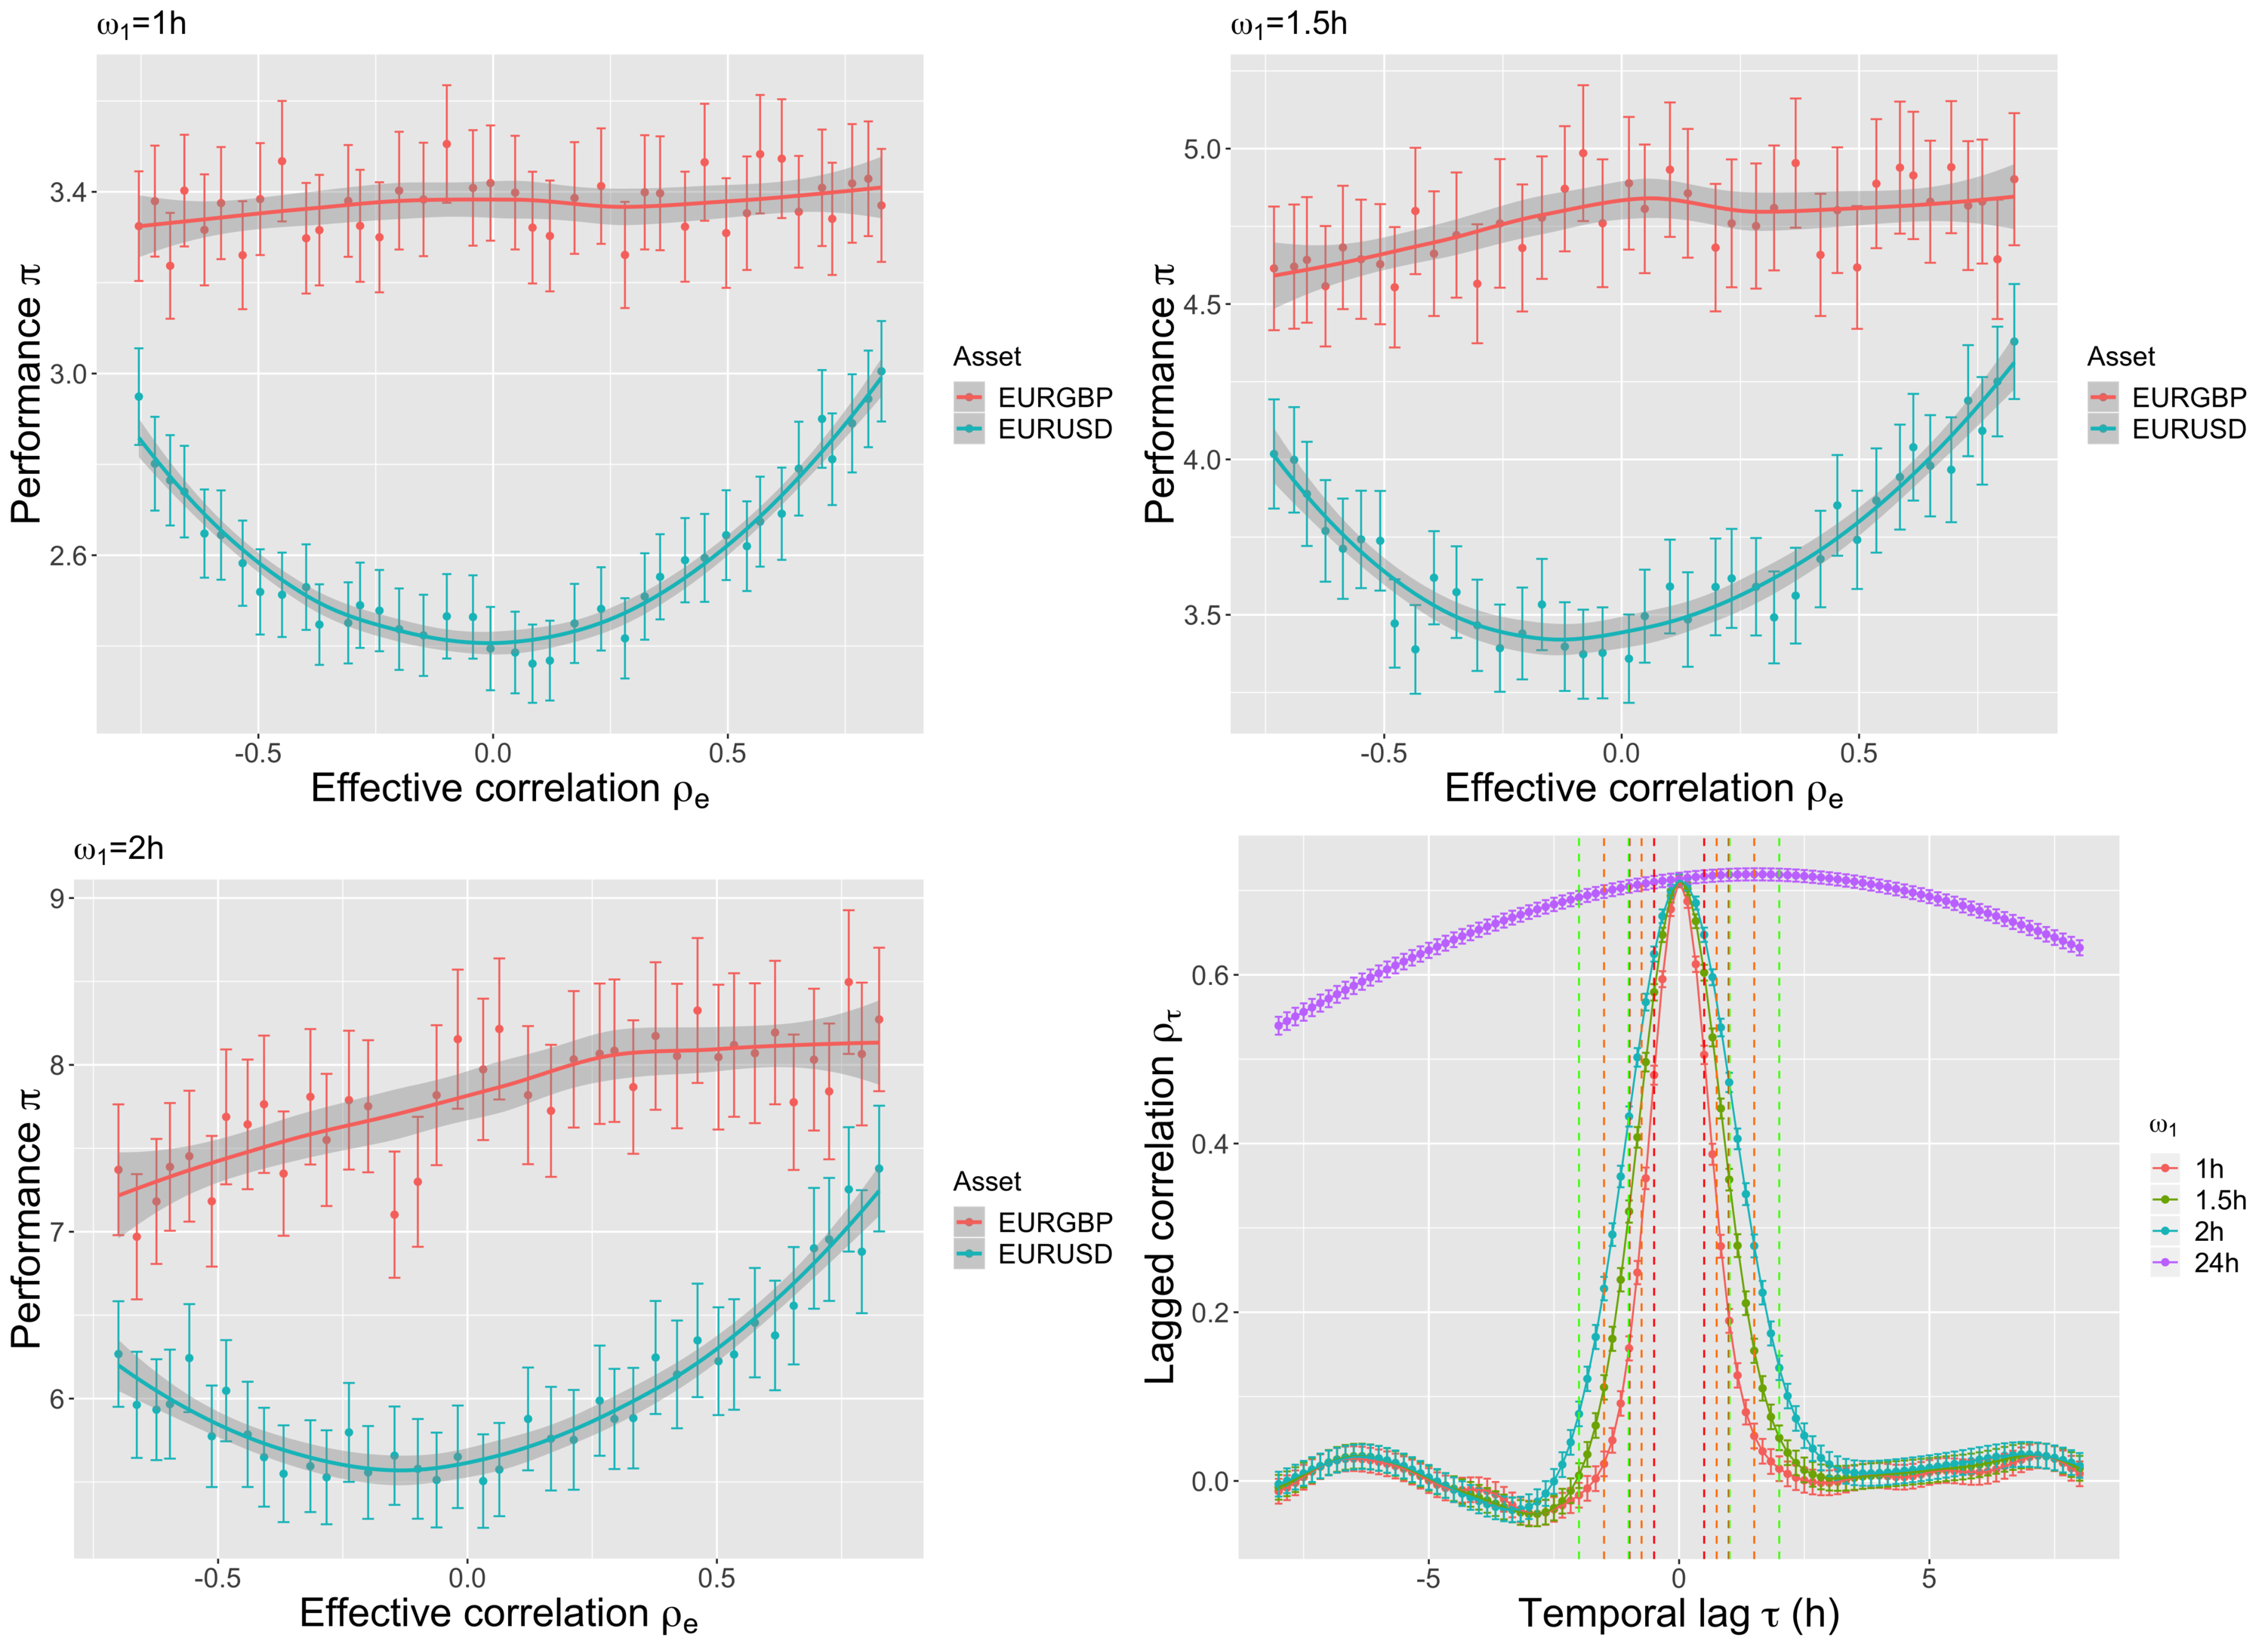 ω1=1h
3.4
3.0
2.6
-0.5 0.0 0.5
Performance π
Effective correlation ρe
Asset
EURGBP
EURUSD
ω1=1.5h
5.0
4.5
4.0
3.5
-0.5 0.0 0.5
Performance π
Effective correlation ρe
Asset
EURGBP
EURUSD
ω1=2h
9
8
7
6
-0.5 0.0 0.5
Performance π
Effective correlation ρe
Asset
EURGBP
EURUSD
0.6
0.4
0.2
0.0
-5 0 5
Lagged correlation ρτ
Temporal lag τ (h)
ω1
1h
1.5h
2h
24h